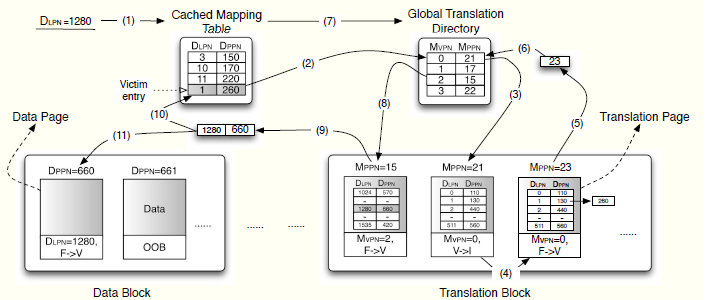 DLPN =1280
(1)
Cached Mapping
Table
(7)
Global Translation
Directory
DLPN DPPN
3 150
10 170
11 220
1 260
(2)
MVPN MPPN
0 21
1 17
2 15
3 22
(6)
23
Victim
entry
(3)
(8)
(10)
Data Page
(11)
1280 660
(9)
(5)
Translation Page
DPPN=660
DPPN=661
MPPN=15
MPPN=21
MPPN=23
DLPN DPPN
1024 570
-- --
1280 660
-- --
1535 420
DLPN DPPN
0 110
1 130
2 440
-- --
511 560
DLPN DPPN
0 110
1 130
2 440
-- --
511 560
260
Data
......
......
......
DLPN=1280,
F->V
OOB
MVPN=2,
F->V
MVPN=0,
V->I
MVPN=0,
F->V
(4)
Data Block
Translation Block